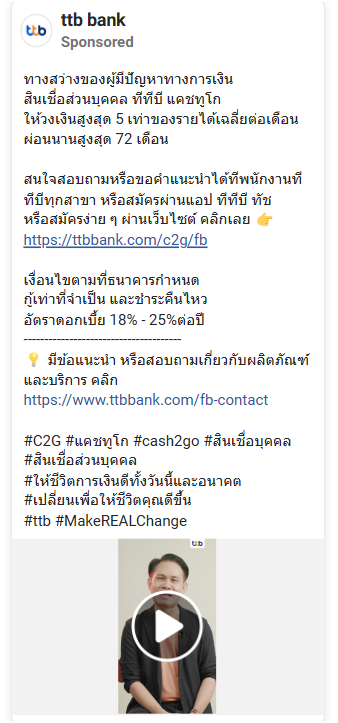 ttb
ttb bank
Sponsored
ทางสว่างของผู้มีปัญหาทางการเงิน
สินเชื่อส่วนบุคคล ทีทีบี แคชทูโก
ให้วงเงินสูงสุด 5 เท่าของรายได้เฉลี่ยต่อเดือน
ผ่อนนานสูงสุด 72 เดือน
สนใจสอบถามหรือขอคำแนะนำได้ที่พนักงานที
ทีบีทุกสาขา หรือสมัครผ่านแอป ทีทีบี ทัช
หรือสมัครง่าย ๆ ผ่านเว็บไซต์ คลิกเลย 👉
https://ttbbank.com/c2g/fb
เงื่อนไขตามที่ธนาคารกำหนด
กู้เท่าที่จำเป็น และชำระคืนไหว
อัตราดอกเบี้ย 18% - 25%ต่อปี
--------------------------------------
💡 มีข้อแนะนำ หรือสอบถามเกี่ยวกับผลิตภัณฑ์
และบริการ คลิก
https://www.ttbbank.com/fb-contact
#C2G #แคชทูโก #cash2go #สินเชื่อบุคคล
#สินเชื่อส่วนบุคคล
#ให้ชีวิตการเงินดีทั้งวันนี้และอนาคต
#เปลี่ยนเพื่อให้ชีวิตคุณดีขึ้น
#ttb #MakeREALChange
ttb